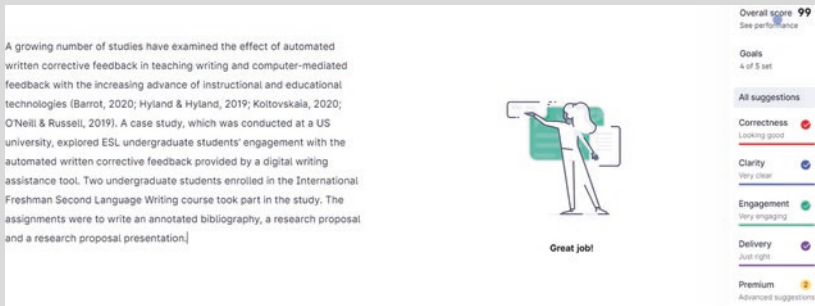 A growing number of studies have examined the effect of automated
written corrective feedback in teaching writing and computer-mediated
feedback with the increasing advance of instructional and educational
technologies (Barrot, 2020; Hyland & Hyland, 2019; Koltovskaia, 2020;
O'Neill & Russell, 2019). A case study, which was conducted at a US
university, explored ESL undergraduate students' engagement with the
automated written corrective feedback provided by a digital writing
assistance tool. Two undergraduate students enrolled in the International
Freshman Second Language Writing course took part in the study. The
assignments were to write an annotated bibliography, a research proposal
and a research proposal presentation.
Great job!
Overall score 99
See performance
Goals
4 of 5 set
All suggestions
Correctness
Looking good
Clarity
Very clear
Engagement
Very engaging
Delivery
Just right
Premium 2
Advanced suggestions